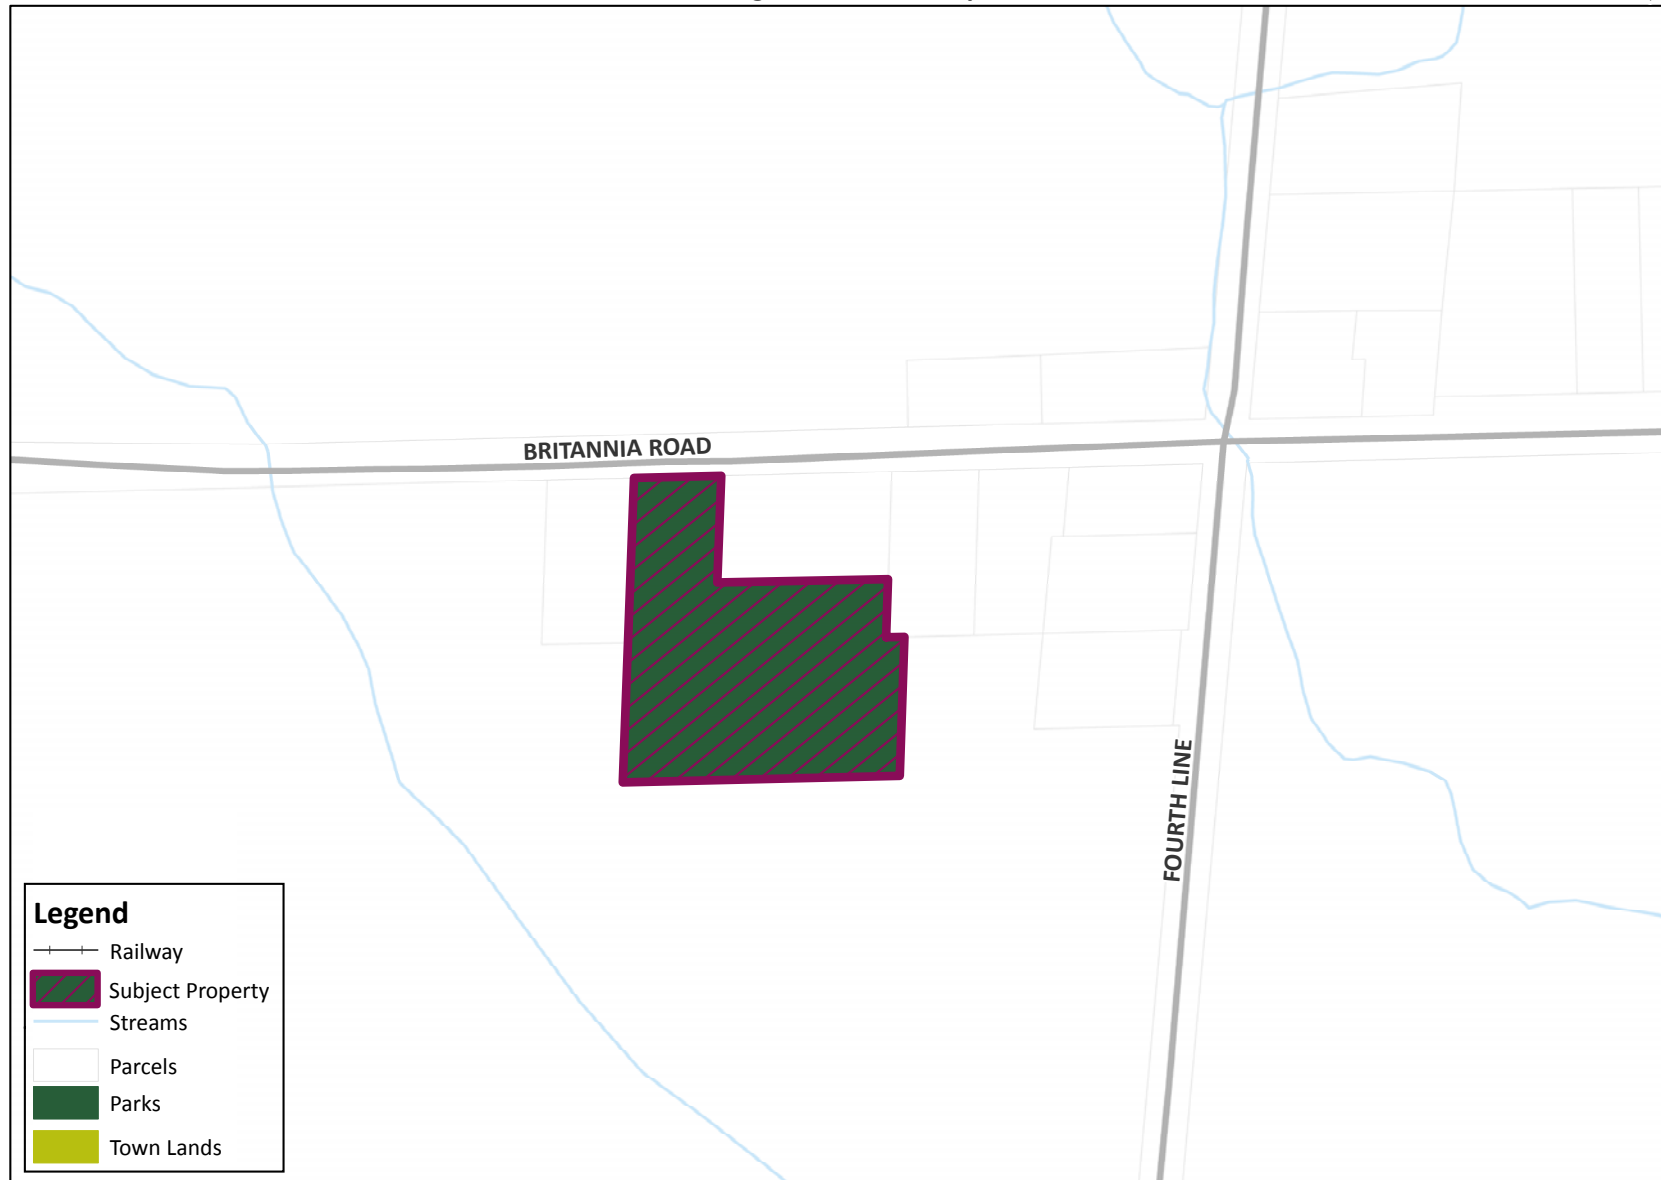 BRITANNIA ROAD
FOURTH LINE
Legend
Railway
Subject Property
Streams
Parcels
Parks
Town Lands